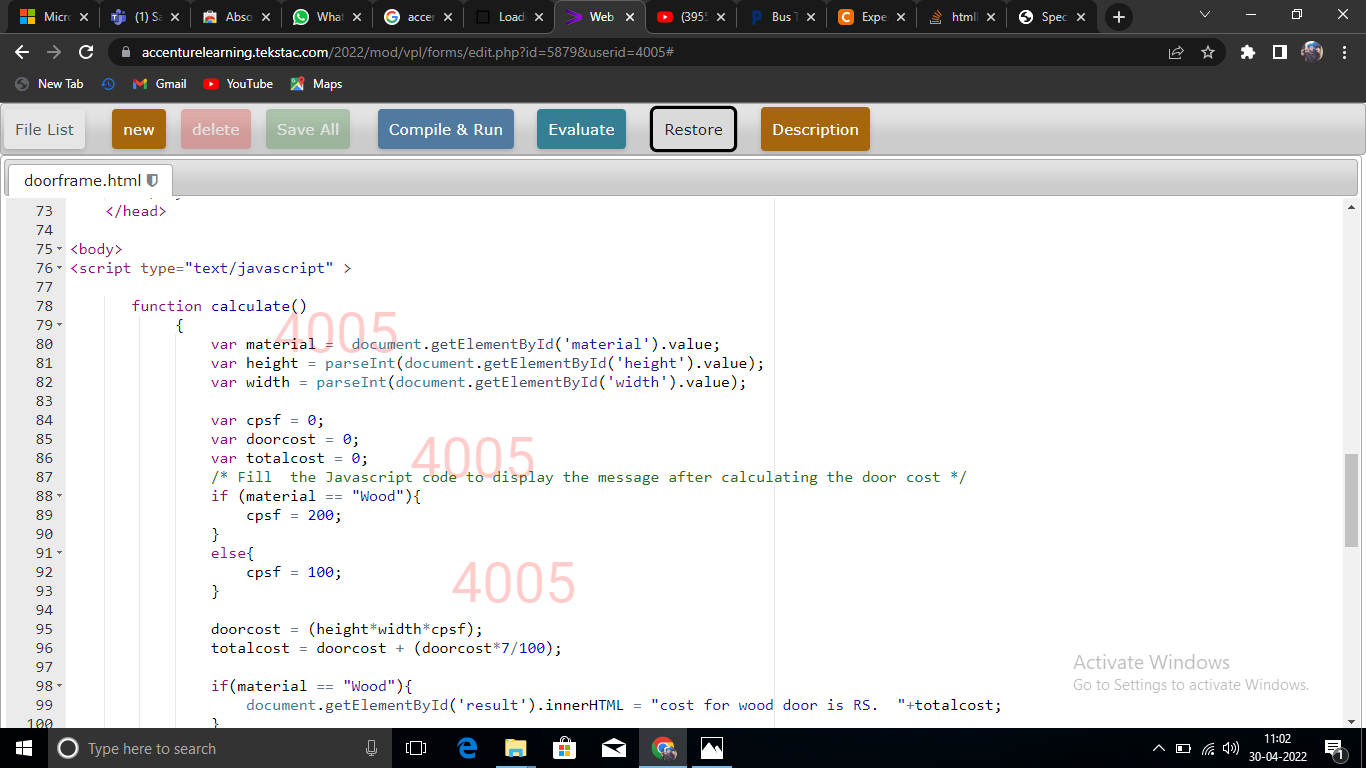 Micro
(1) Sa
Abso
What
accer
Load
Web
(3955
Bus T
Expe
htmll
Spec
accenturelearning.tekstac.com/2022/mod/vpl/forms/edit.php?id=5879&userid=4005#
New Tab
Gmail
YouTube
Maps
File List
new
delete
Save All
Compile & Run
Evaluate
Restore
Description
doorframe.html
73 </head>
74
75 <body>
76 <script type="text/javascript" >
77
78 function calculate()
79 {
80 var material =  document.getElementById('material').value;
81 var height = parseInt(document.getElementById('height').value);
82 var width = parseInt(document.getElementById('width').value);
83
84 var cpsf = 0;
85 var doorcost = 0;
86 var totalcost = 0;
87 /* Fill  the Javascript code to display the message after calculating the door cost */
88 if (material == "Wood"){
89 cpsf = 200;
90 }
91 else{
92 cpsf = 100;
93 }
94
95 doorcost = (height*width*cpsf);
96 totalcost = doorcost + (doorcost*7/100);
97
98 if(material == "Wood"){
99 document.getElementById('result').innerHTML = "cost for wood door is RS.  "+totalcost;
100 }
4005
4005
4005
Activate Windows
Go to Settings to activate Windows.
Type here to search
11:02
30-04-2022
1